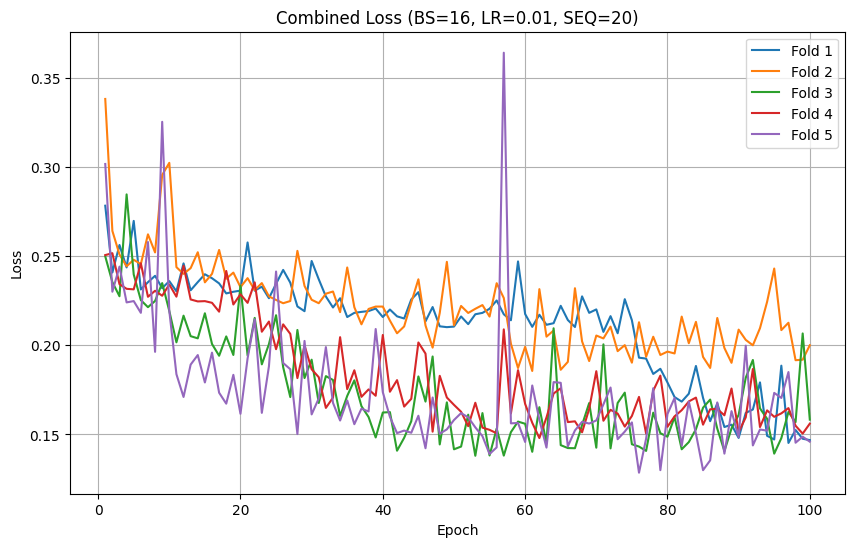 Combined Loss (BS=16, LR=0.01, SEQ=20)
Fold 1
Fold 2
Fold 3
Fold 4
Fold 5
0.35
0.30
0.25
0.20
0.15
Loss
0 20 40 60 80 100
Epoch